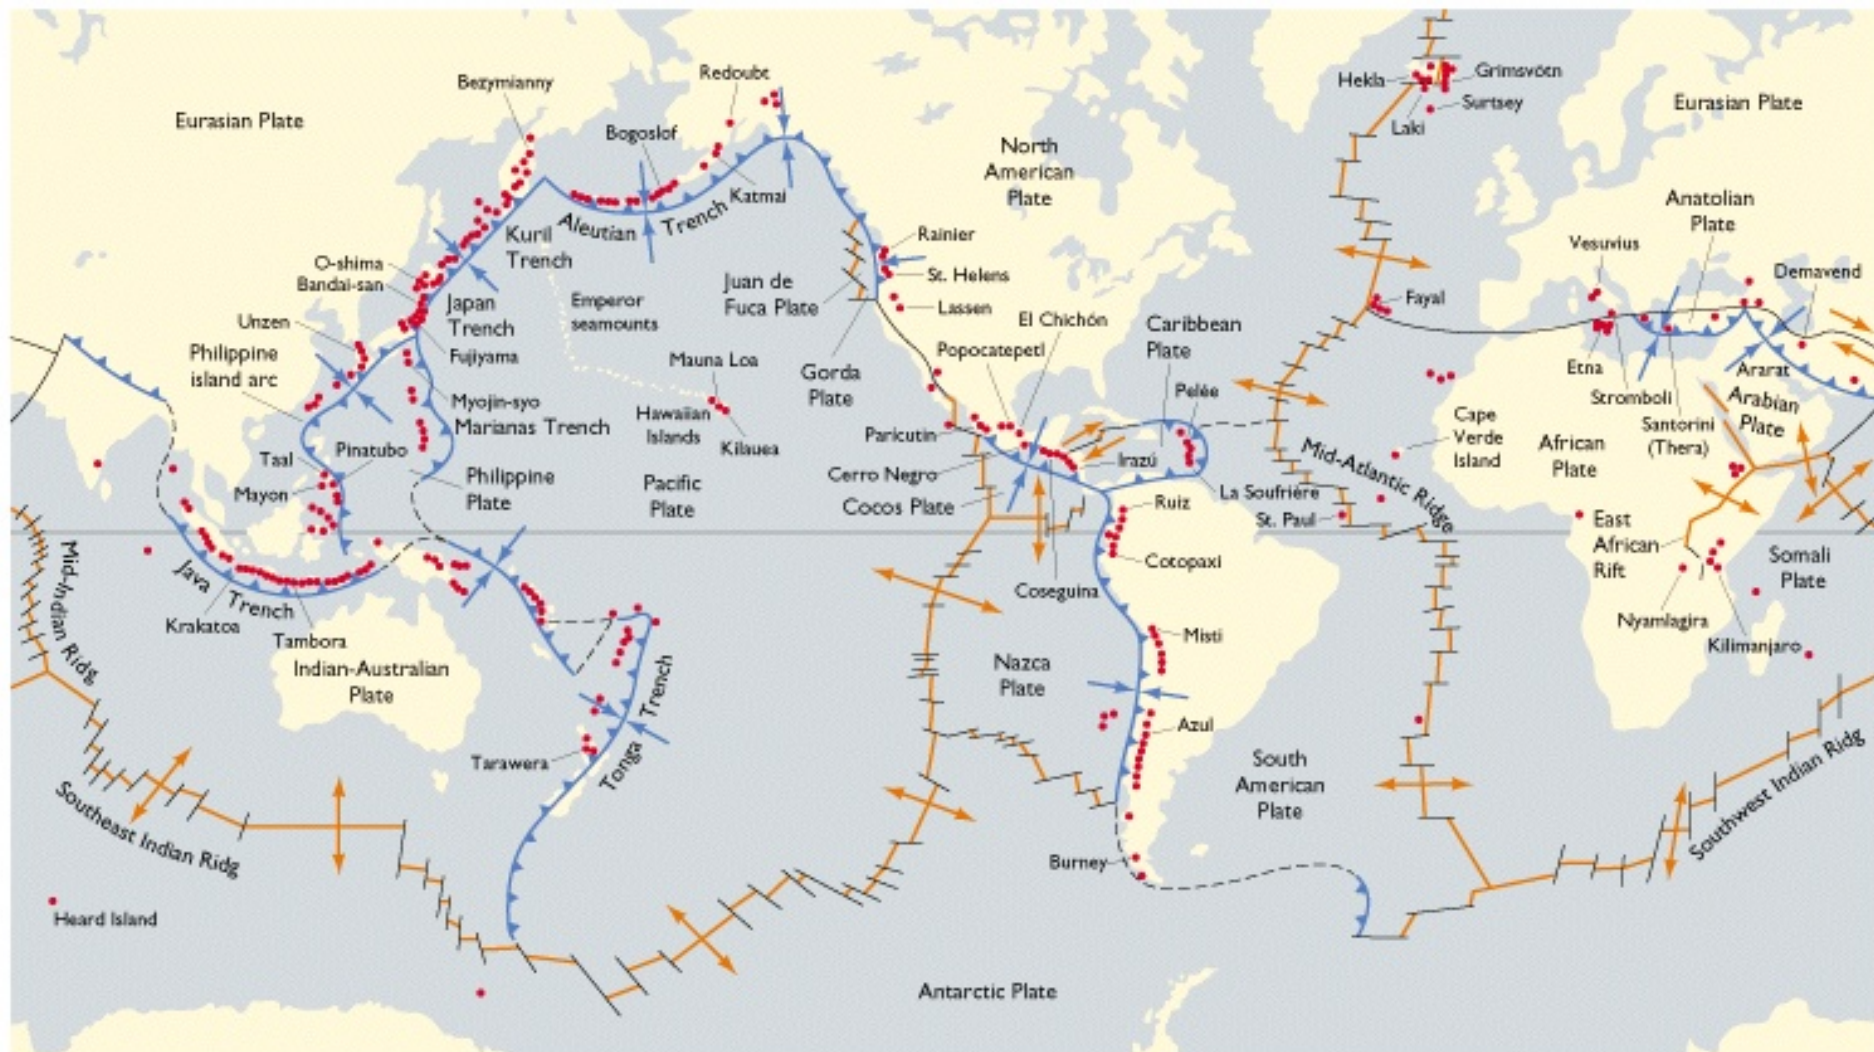 Bezymianny
Redoubt
Hekla
Grimsvötn
Surtsey
Laki
Eurasian Plate
Eurasian Plate
Bogoslof
Katmai
North
American
Plate
Anatolian
Plate
Aleutian Trench
Kuril
Trench
Rainier
St. Helens
Lassen
Vesuvius
Demavend
O-shima
Bandai-san
Japan
Trench
Emperor
seamounts
Juan de
Fuca Plate
Fayal
Unzen
Fujiyama
El Chichón
Popocatepetl
Caribbean
Plate
Philippine
island arc
Mauna Loa
Gorda
Plate
Pelée
Etna
Stromboli
Santorini
(Thera)
Ararat
Arabian
Plate
Myojin-syo
Marianas Trench
Hawaiian
Islands
Kilauea
Paricutin
Cape
Verde
Island
African
Plate
Taal
Pinatubo
Mayon
Philippine
Plate
Pacific
Plate
Cerro Negro
Cocos Plate
Irazú
La Soufrière
Mid-Atlantic Ridge
Ruiz
St. Paul
East
African
Rift
Somali
Plate
Mid-Indian Ridg
Java Trench
Krakatoa
Tambora
Cotopaxi
Coseguina
Nyamlagira
Kilimanjaro
Misti
Indian-Australian
Plate
Nazca
Plate
Tonga Trench
Tarawera
Azul
South
American
Plate
Southeast Indian Ridg
Southwest Indian Ridg
Burney
Heard Island
Antarctic Plate